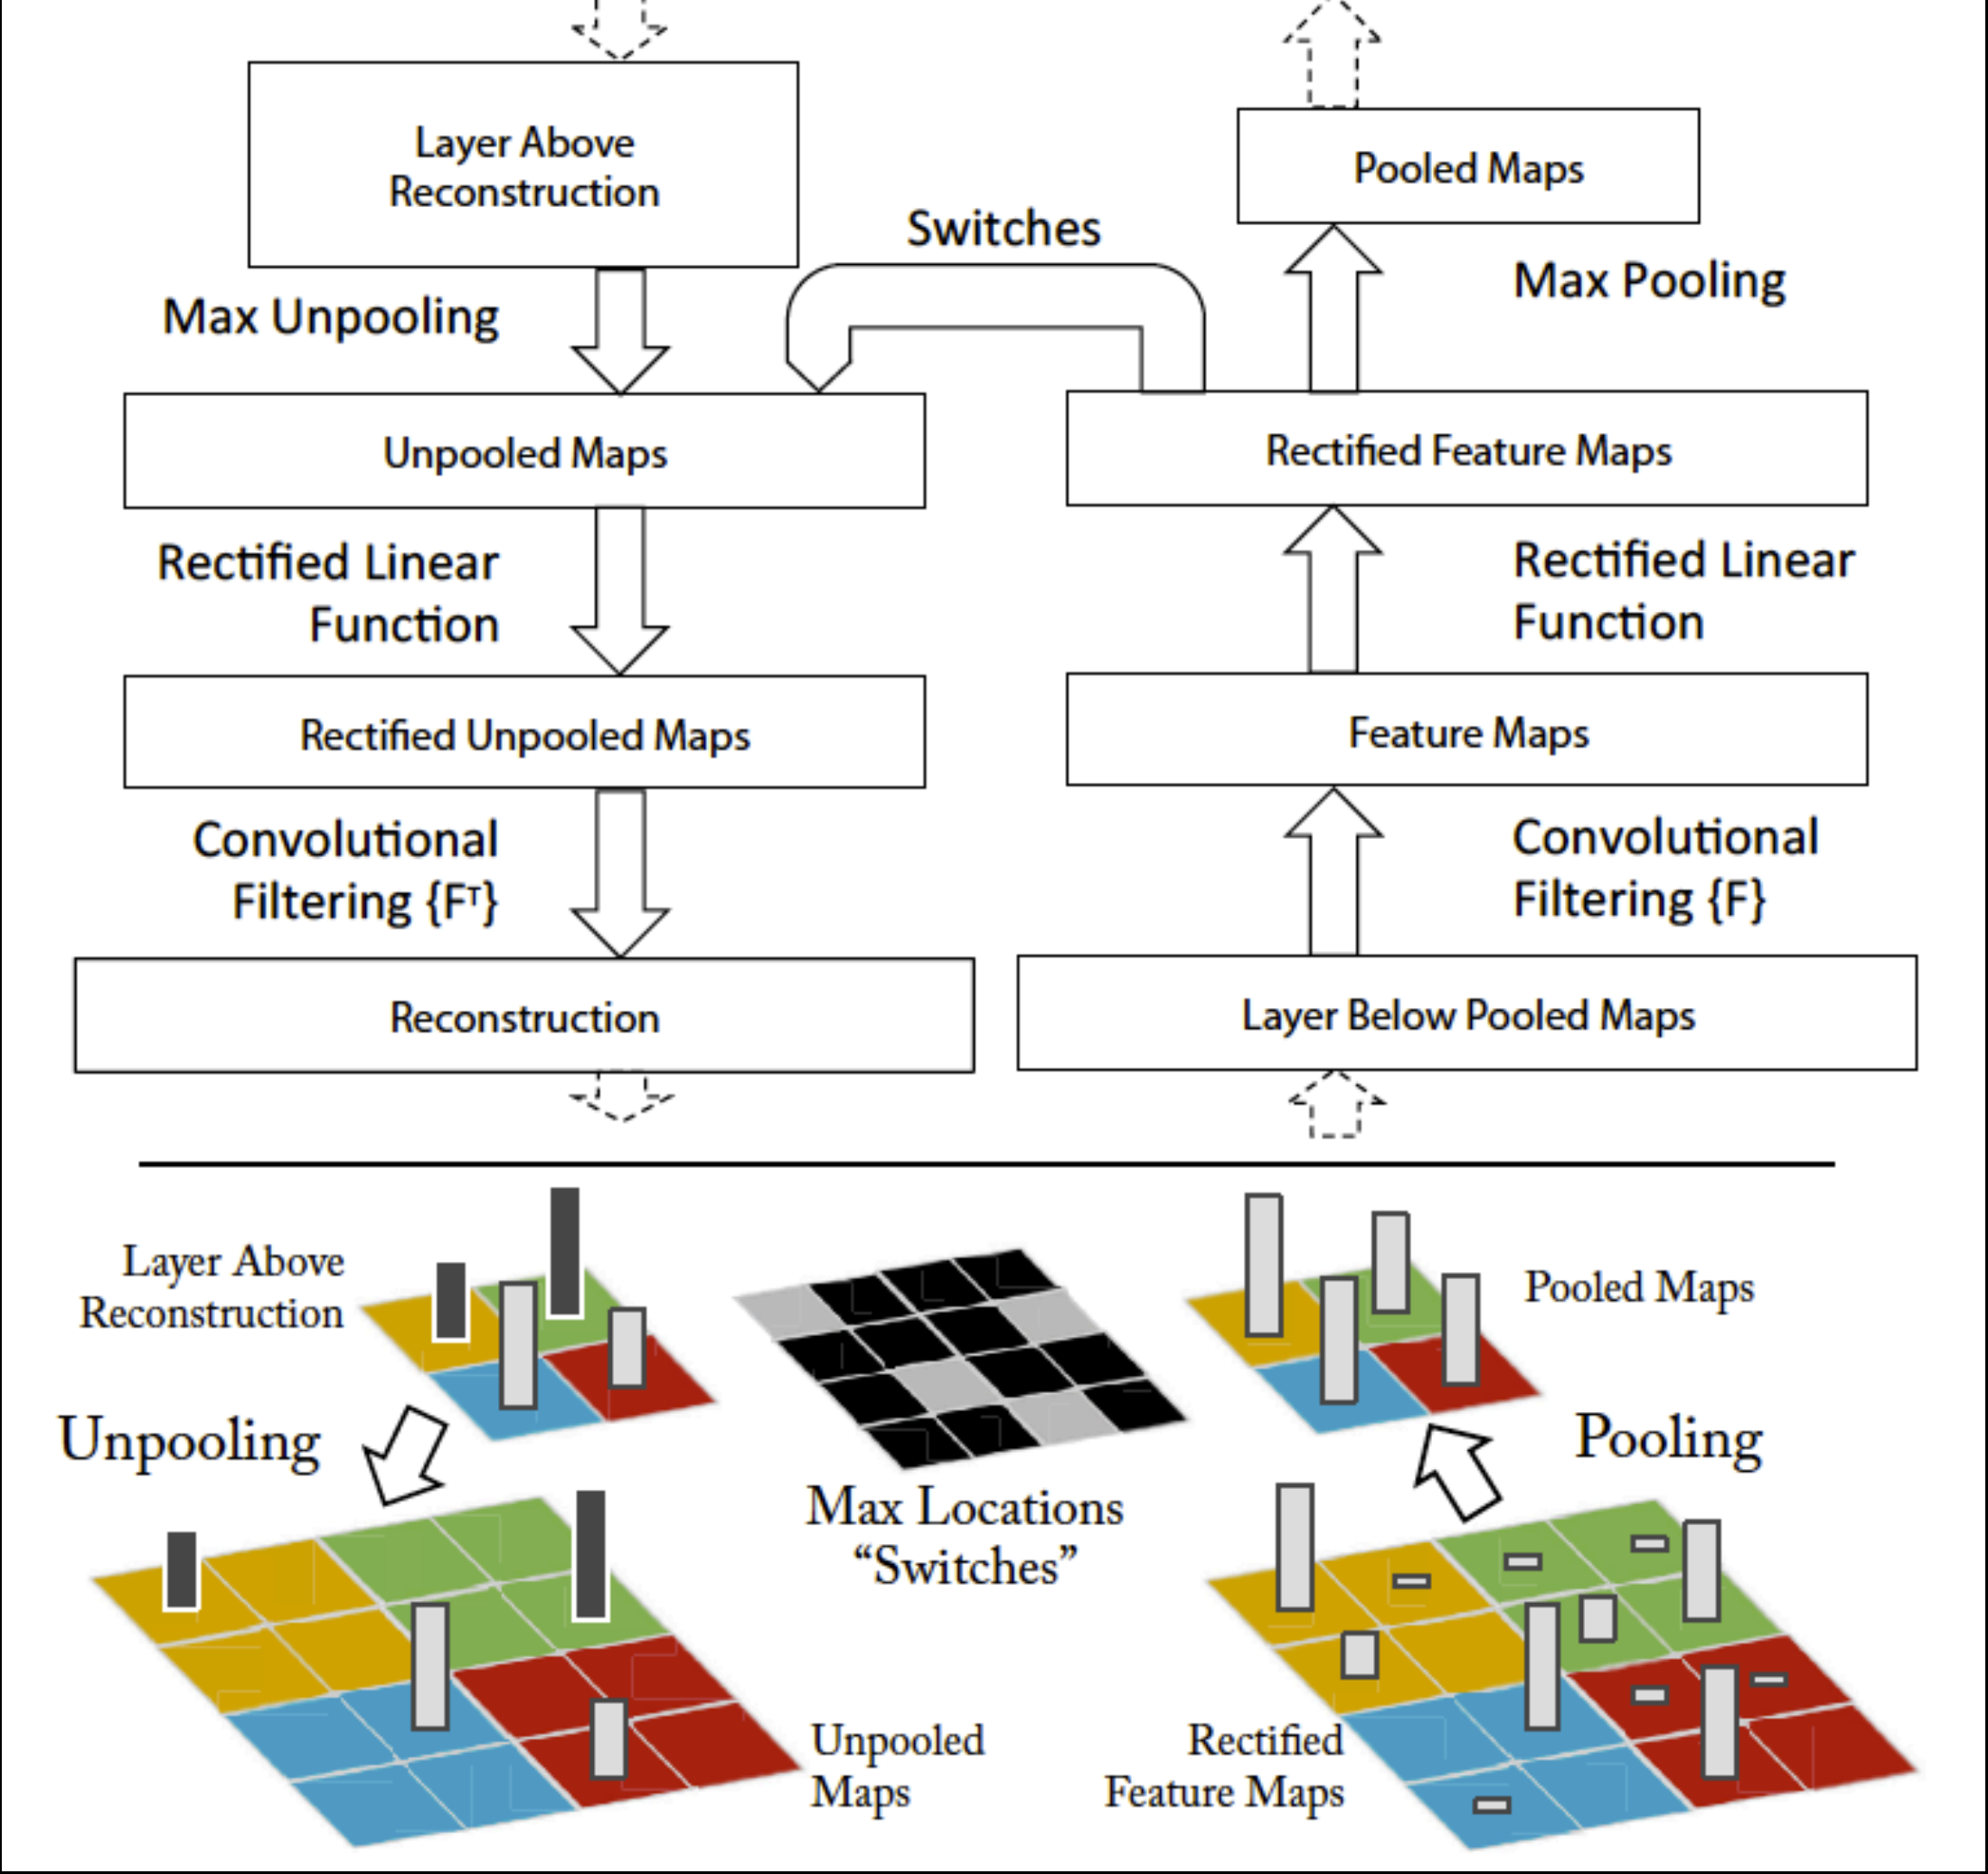 Layer Above
Reconstruction
Pooled Maps
Switches
Max Unpooling
Max Pooling
Unpooled Maps
Rectified Feature Maps
Rectified Linear
Function
Rectified Linear
Function
Rectified Unpooled Maps
Feature Maps
Convolutional
Filtering {Fᵀ}
Convolutional
Filtering {F}
Reconstruction
Layer Below Pooled Maps
Layer Above
Reconstruction
Pooled Maps
Unpooling
Pooling
Max Locations
“Switches”
Unpooled
Maps
Rectified
Feature Maps